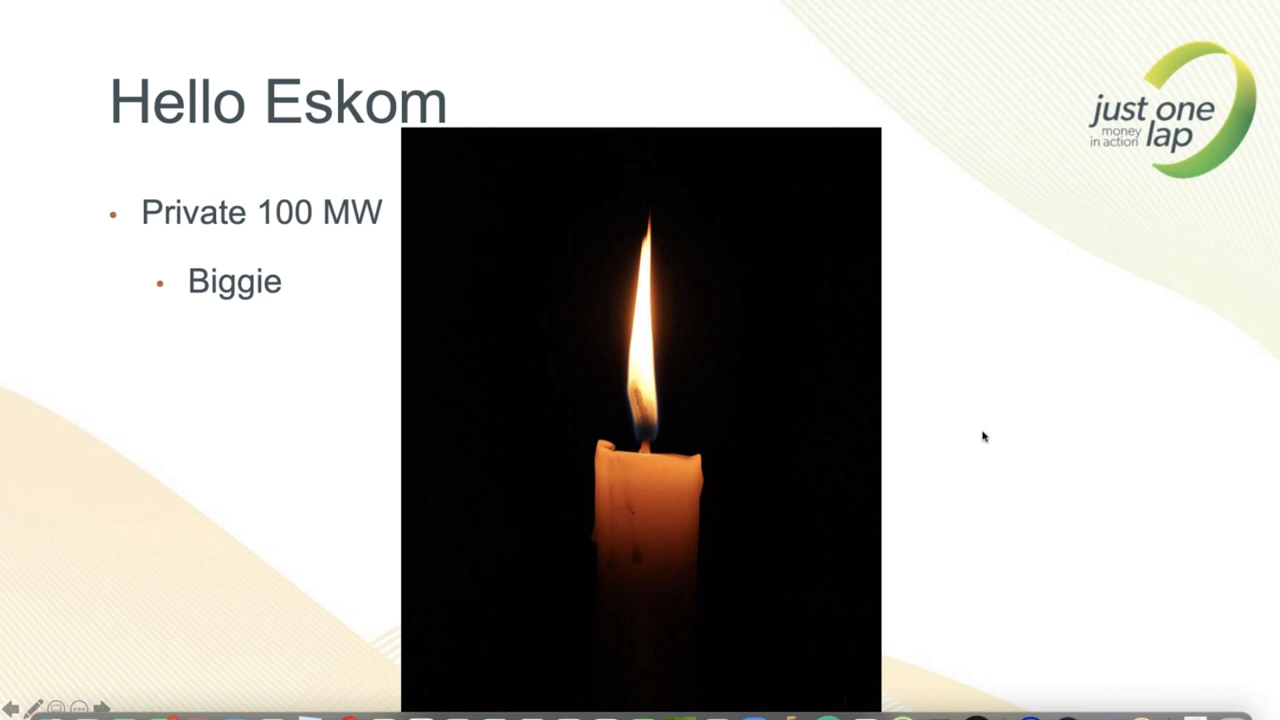 Hello Eskom
just one
money
in action
lap
• Private 100 MW
• Biggie